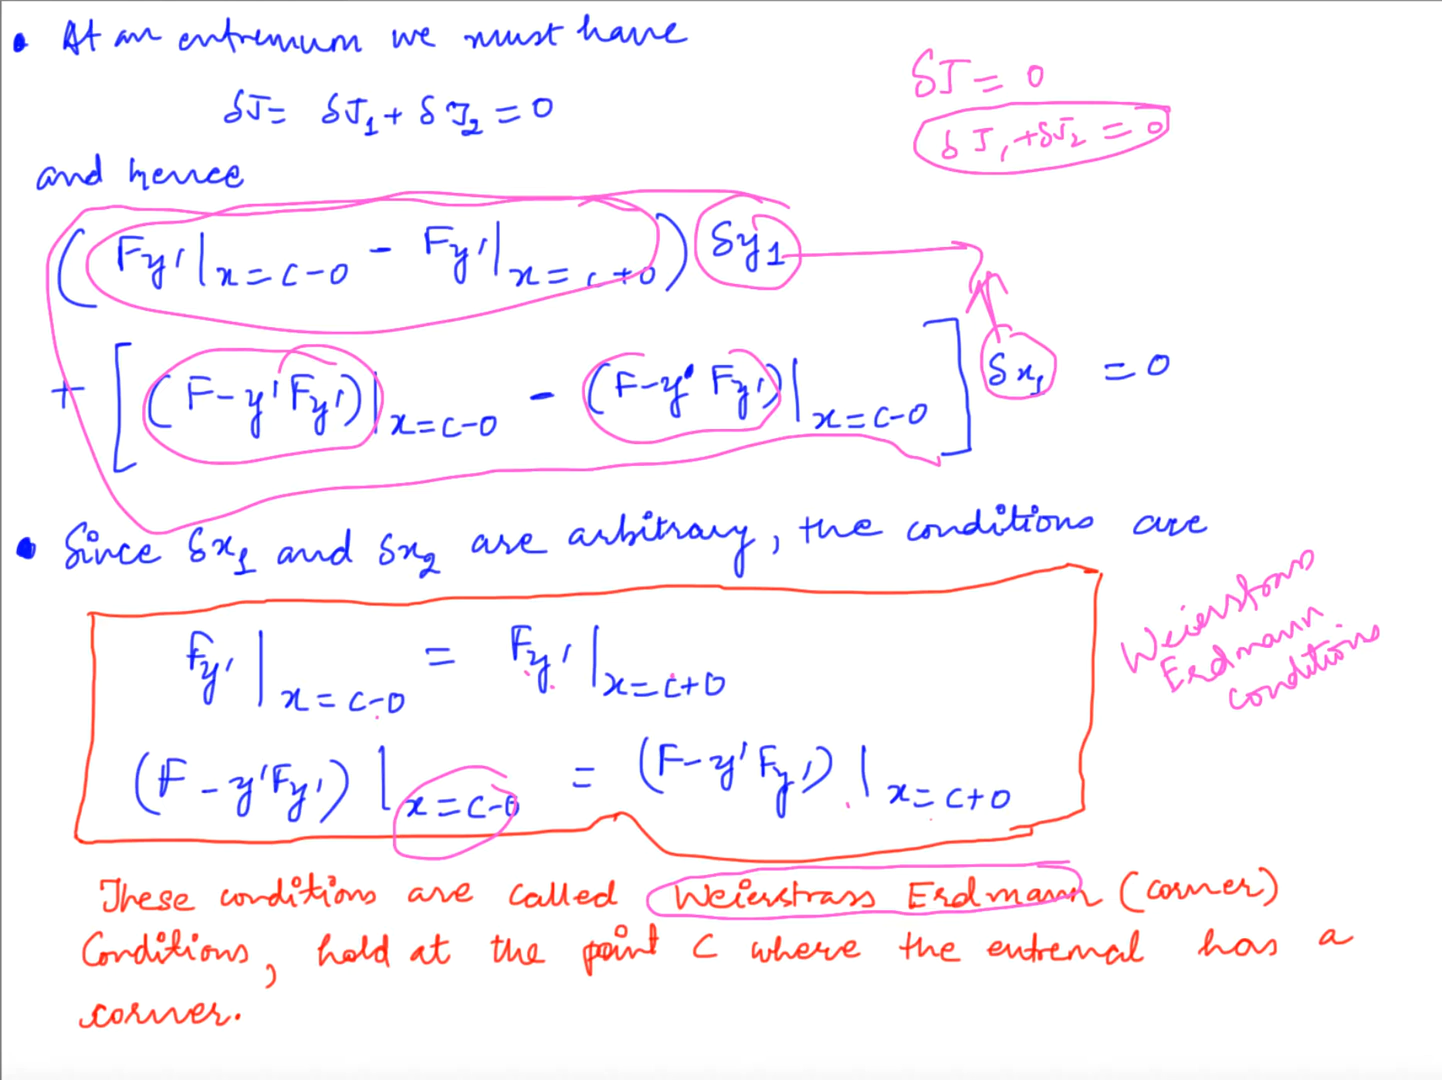 • At an extremum we must have
δJ = δJ₁ + δJ₂ = 0
δJ = 0
δJ₁ + δJ₂ = 0
and hence
( Fy'|x=c-0 - Fy'|x=c+0 ) δy₁
+ [ (F-y'Fy')|x=c-0 - (F-y'Fy')|x=c-0 ] δx₁ = 0
• Since δx₁ and δx₂ are arbitrary, the conditions are
Fy'|x=c-0 = Fy'|x=c+0
(F-y'Fy')|x=c-0 = (F-y'Fy')|x=c+0
Weierstrass
Erdmann
conditions
These conditions are called Weierstrass Erdmann (corner)
Conditions, hold at the point C where the extremal has a
corner.